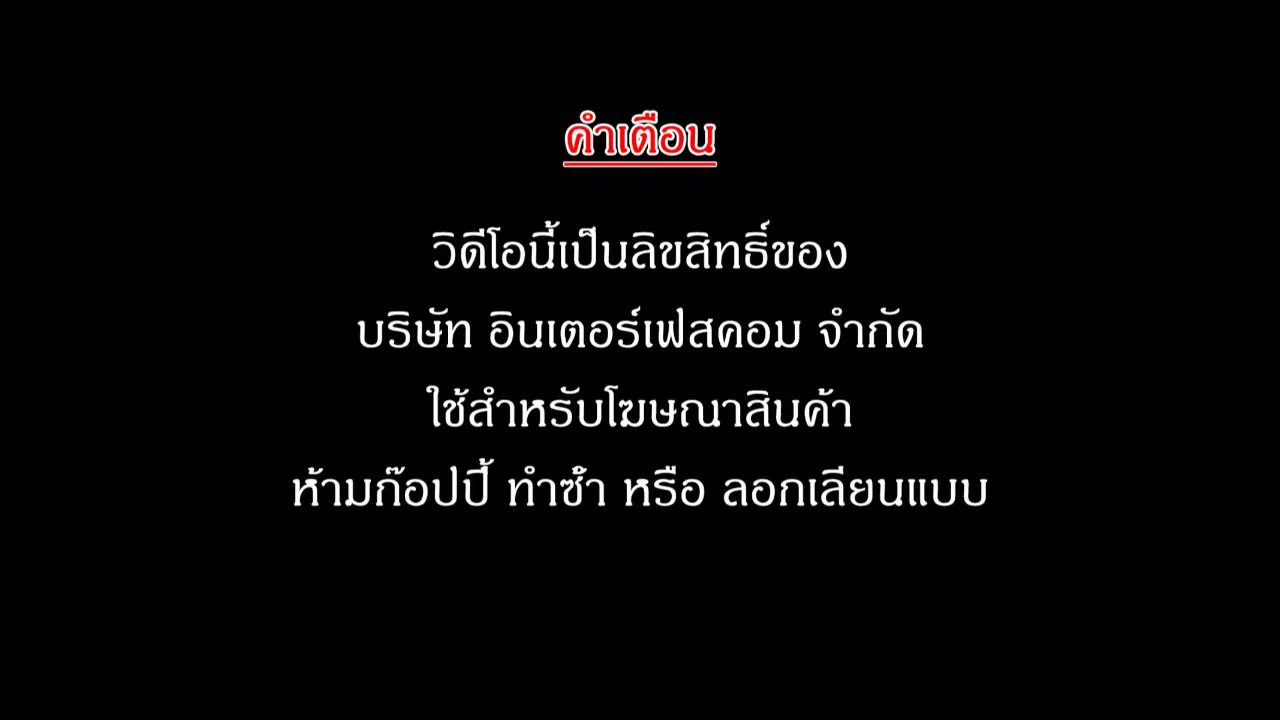 คำเตือน
วิดีโอนี้เป็นลิขสิทธิ์ของ
บริษัท อินเตอร์เฟสคอม จำกัด
ใช้สำหรับโฆษณาสินค้า
ห้ามก๊อปปี้ ทำซ้ำ หรือ ลอกเลียนแบบ